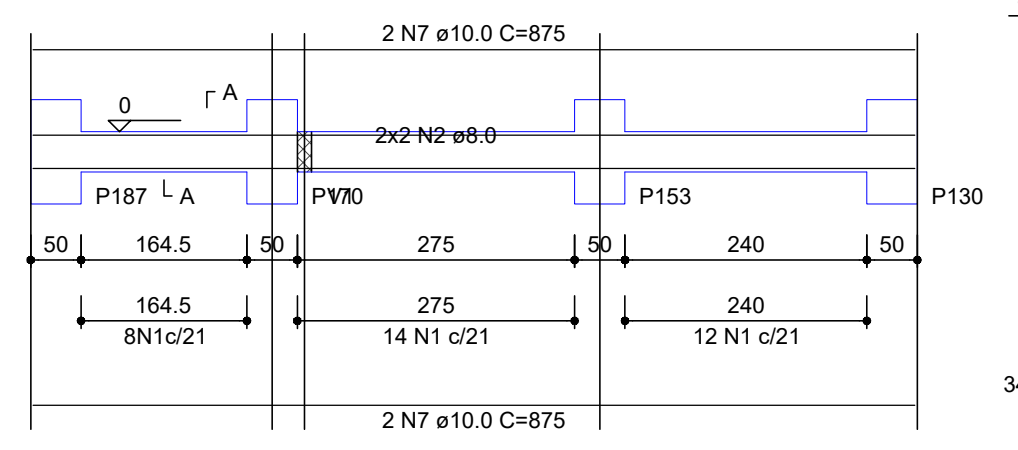 2 N7 ø10.0 C=875
0
A
2x2 N2 ø8.0
P187 A P170 P153 P130
50 164.5 50 275 50 240 50
164.5 275 240
8N1c/21 14 N1 c/21 12 N1 c/21
2 N7 ø10.0 C=875